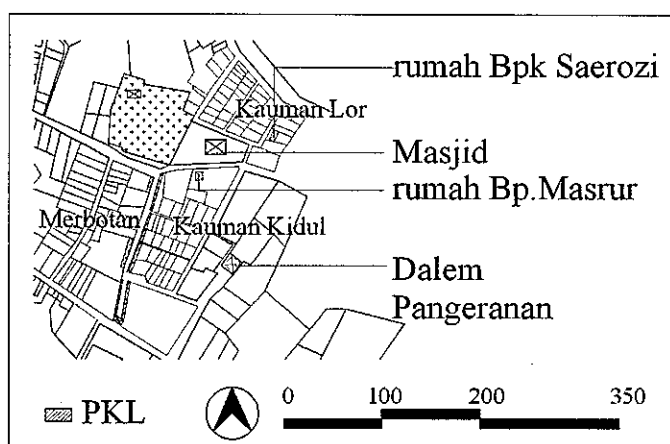 rumah Bpk Saerozi
Kauman Lor
Masjid
rumah Bp.Masrur
Merbotan
Kauman Kidul
Dalem
Pangeranan
PKL
0 100 200 350